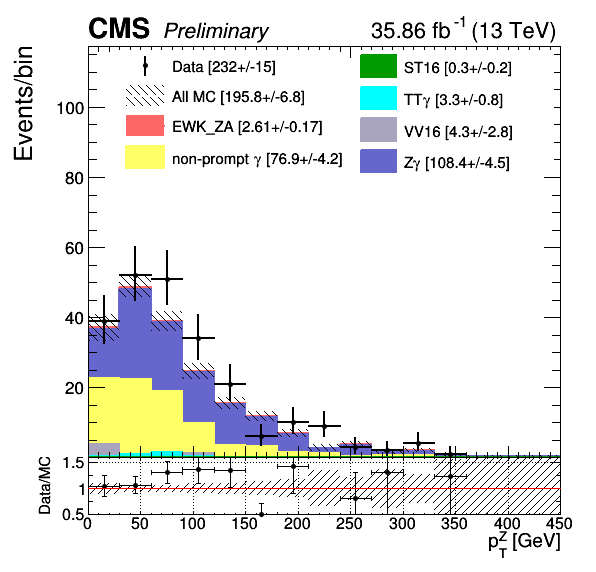 CMS Preliminary 35.86 fb⁻¹ (13 TeV)
Events/bin
Data [232+/-15]
All MC [195.8+/-6.8]
EWK_ZA [2.61+/-0.17]
non-prompt γ [76.9+/-4.2]
ST16 [0.3+/-0.2]
TTγ [3.3+/-0.8]
VV16 [4.3+/-2.8]
Zγ [108.4+/-4.5]
100
80
60
40
20
Data/MC
1.5
1
0.5
0 50 100 150 200 250 300 350 400 450
p_T^Z [GeV]